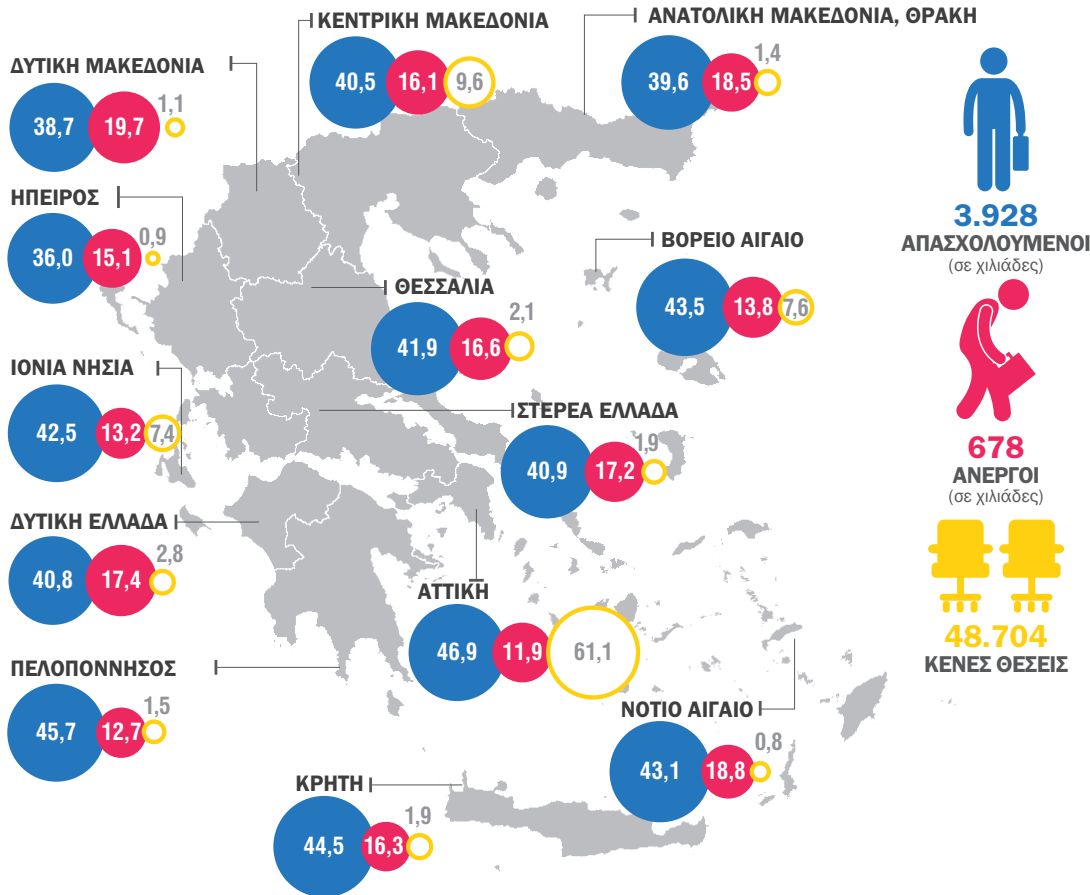 ΚΕΝΤΡΙΚΗ ΜΑΚΕΔΟΝΙΑ
40,5 16,1 9,6
ΑΝΑΤΟΛΙΚΗ ΜΑΚΕΔΟΝΙΑ, ΘΡΑΚΗ
39,6 18,5 1,4
ΔΥΤΙΚΗ ΜΑΚΕΔΟΝΙΑ
38,7 19,7 1,1
ΗΠΕΙΡΟΣ
36,0 15,1 0,9
ΒΟΡΕΙΟ ΑΙΓΑΙΟ
43,5 13,8 7,6
ΘΕΣΣΑΛΙΑ
41,9 16,6 2,1
ΙΟΝΙΑ ΝΗΣΙΑ
42,5 13,2 7,4
ΣΤΕΡΕΑ ΕΛΛΑΔΑ
40,9 17,2 1,9
ΔΥΤΙΚΗ ΕΛΛΑΔΑ
40,8 17,4 2,8
ΑΤΤΙΚΗ
46,9 11,9 61,1
ΠΕΛΟΠΟΝΝΗΣΟΣ
45,7 12,7 1,5
ΝΟΤΙΟ ΑΙΓΑΙΟ
43,1 18,8 0,8
ΚΡΗΤΗ
44,5 16,3 1,9
3.928
ΑΠΑΣΧΟΛΟΥΜΕΝΟΙ
(σε χιλιάδες)
678
ΑΝΕΡΓΟΙ
(σε χιλιάδες)
48.704
ΚΕΝΕΣ ΘΕΣΕΙΣ